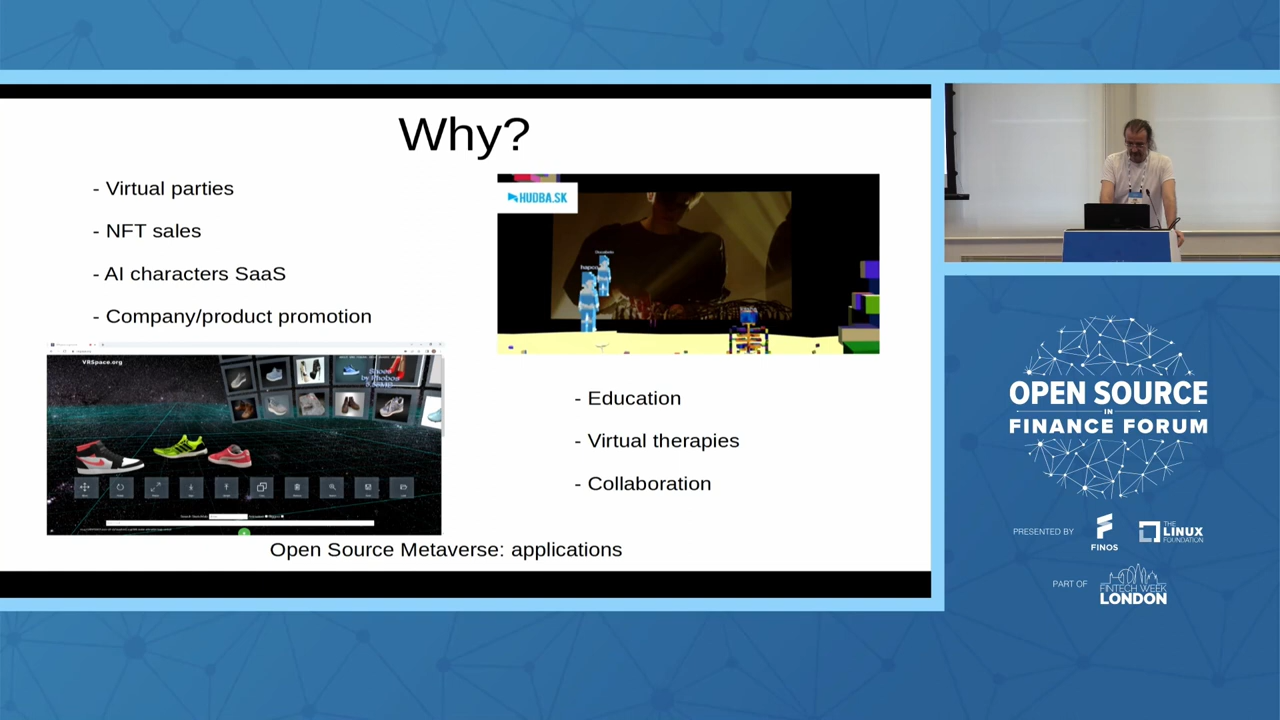 Why?
- Virtual parties
- NFT sales
- AI characters SaaS
- Company/product promotion
HUDBA.SK
VRSpace.org
Shoes
- Education
- Virtual therapies
- Collaboration
Open Source Metaverse: applications
OPEN SOURCE
IN
FINANCE FORUM
PRESENTED BY
FINOS
THE
LINUX
FOUNDATION
PART OF
FINTECH WEEK
LONDON